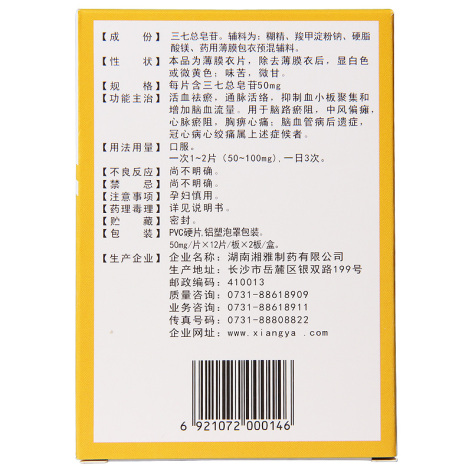 【成 份】三七总皂苷。辅料为：糊精、羧甲淀粉钠、硬脂
酸镁、药用薄膜包衣预混辅料。
【性 状】本品为薄膜衣片，除去薄膜衣后，显白色
或微黄色；味苦，微甘。
【规 格】每片含三七总皂苷50mg
【功能主治】活血祛瘀，通脉活络，抑制血小板聚集和
增加脑血流量。用于脑路瘀阻，中风偏瘫，
心脉瘀阻，胸痹心痛；脑血管病后遗症，
冠心病心绞痛属上述症候者。
【用法用量】口服。
一次1~2片（50~100mg），一日3次。
【不良反应】尚不明确。
【禁 忌】尚不明确。
【注意事项】孕妇慎用。
【药理毒理】详见说明书。
【贮 藏】密封。
【包 装】PVC硬片，铝塑泡罩包装。
50mg/片×12片/板×2板/盒。
【生产企业】企业名称：湖南湘雅制药有限公司
生产地址：长沙市岳麓区银双路199号
邮政编码：410013
质量咨询：0731-88618909
业务咨询：0731-88618911
传真号码：0731-88808822
企业网址：www.xiangya .com
6 921072 000146